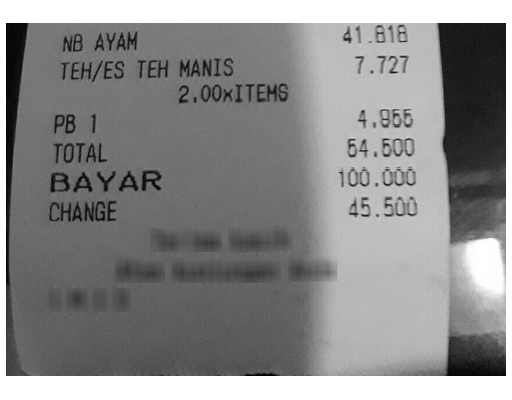 NB AYAM 41.818
TEH/ES TEH MANIS 7.727
2.00xITEMS
PB 1 4.955
TOTAL 54.500
BAYAR 100.000
CHANGE 45.500